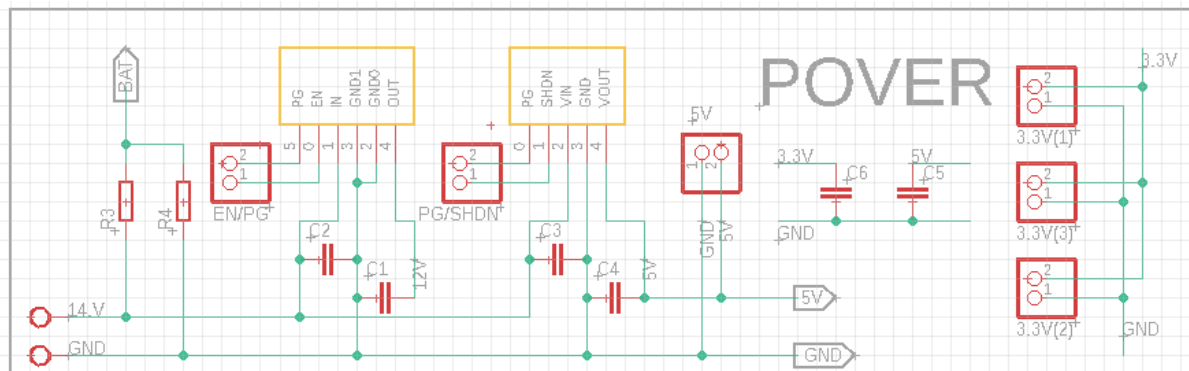 POVER
BAT
PG
EN
IN
GND1
GND0
OUT
5
0
1
3
2
4
PG
SHDN
VIN
GND
VOUT
0
1
2
3
4
R3
R4
2
1
EN/PG
2
1
PG/SHDN
C2
C1
12V
C3
C4
5V
5V
1
2
GND
5V
3.3V
C6
5V
C5
GND
3.3V
2
1
3.3V(1)
2
1
3.3V(3)
2
1
3.3V(2)
GND
14.V
GND
5V
GND